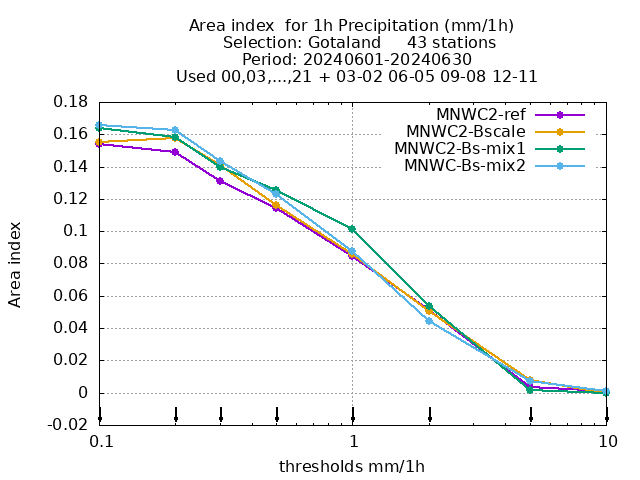 Area index  for 1h Precipitation (mm/1h)
Selection: Gotaland     43 stations
Period: 20240601-20240630
Used 00,03,...,21 + 03-02 06-05 09-08 12-11
MNWC2-ref
MNWC2-Bscale
MNWC2-Bs-mix1
MNWC-Bs-mix2
Area index
0.18
0.16
0.14
0.12
0.1
0.08
0.06
0.04
0.02
0
-0.02
0.1 1 10
thresholds mm/1h